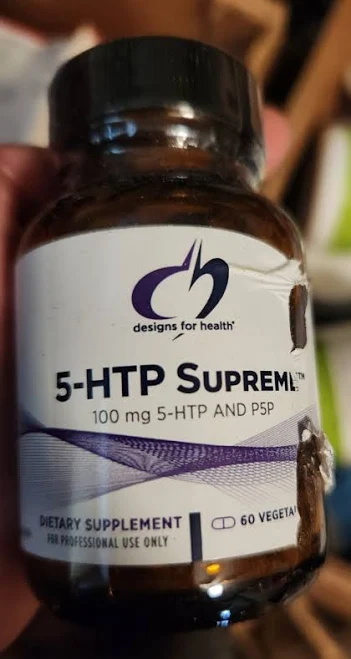 designs for health
5-HTP SUPREME™
100 mg 5-HTP AND P5P
DIETARY SUPPLEMENT
FOR PROFESSIONAL USE ONLY
60 VEGETA